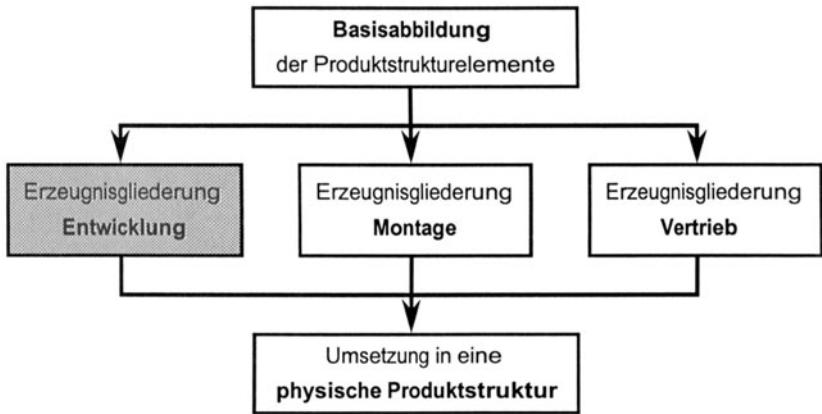 Basisabbildung
der Produktstrukturelemente
Erzeugnisgliederung
Entwicklung
Erzeugnisgliederung
Montage
Erzeugnisgliederung
Vertrieb
Umsetzung in eine
physische Produktstruktur